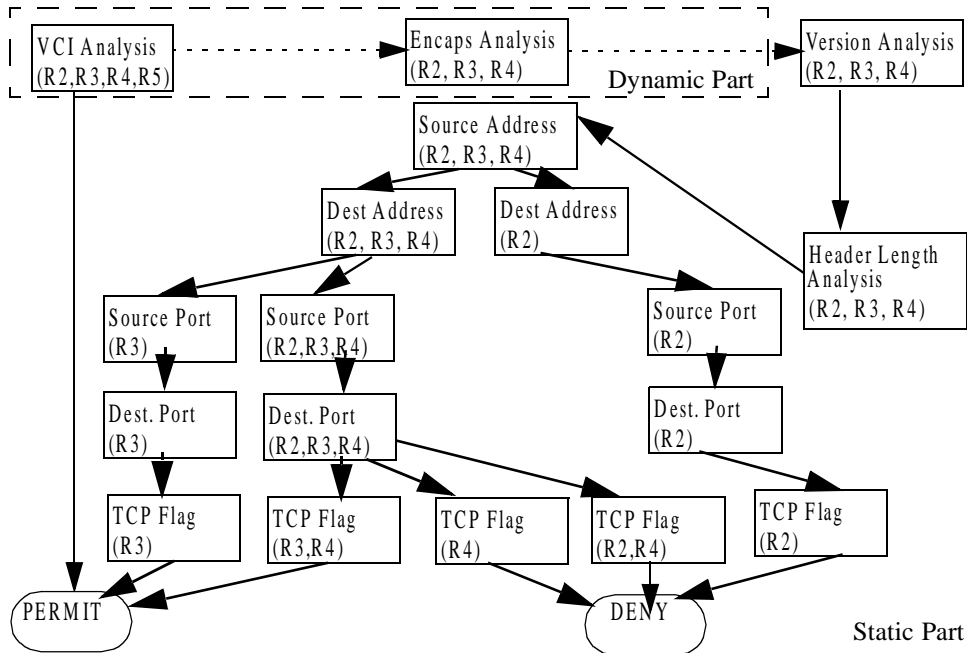 VCI Analysis
(R2,R3,R4,R5)
Encaps Analysis
(R2, R3, R4)
Dynamic Part
Version Analysis
(R2, R3, R4)
Source Address
(R2, R3, R4)
Dest Address
(R2, R3, R4)
Dest Address
(R2)
Header Length
Analysis
(R2, R3, R4)
Source Port
(R3)
Source Port
(R2,R3,R4)
Source Port
(R2)
Dest. Port
(R3)
Dest. Port
(R2,R3,R4)
Dest. Port
(R2)
TCP Flag
(R3)
TCP Flag
(R3,R4)
TCP Flag
(R4)
TCP Flag
(R2,R4)
TCP Flag
(R2)
PERMIT
DENY
Static Part